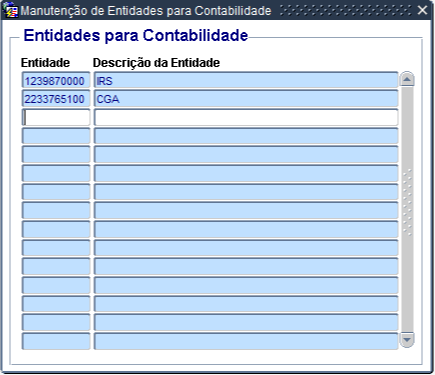 Manutenção de Entidades para Contabilidade
Entidades para Contabilidade
Entidade Descrição da Entidade
1239870000 IRS
2233765100 CGA